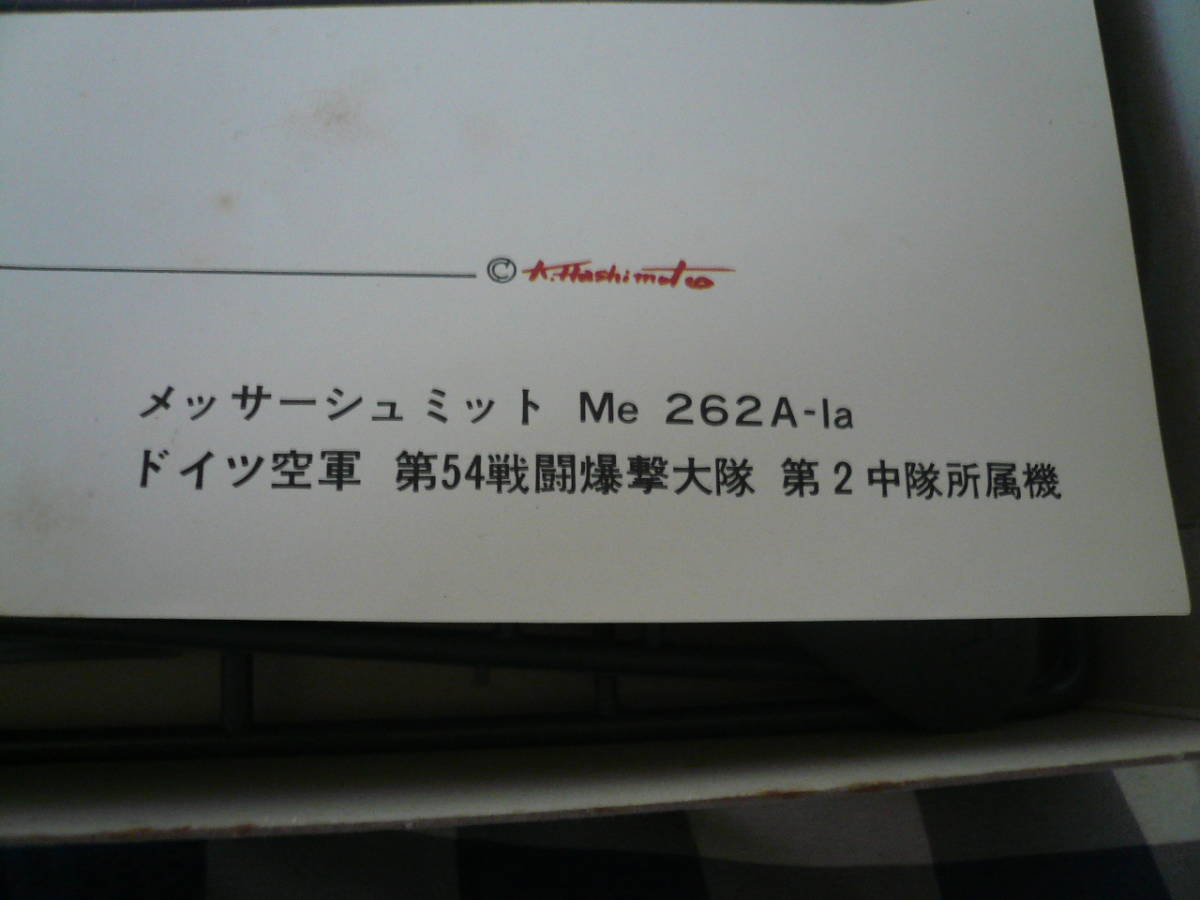 © K.Hashimoto
メッサーシュミット Me 262A-1a
ドイツ空軍 第54戦闘爆撃大隊 第2中隊所属機